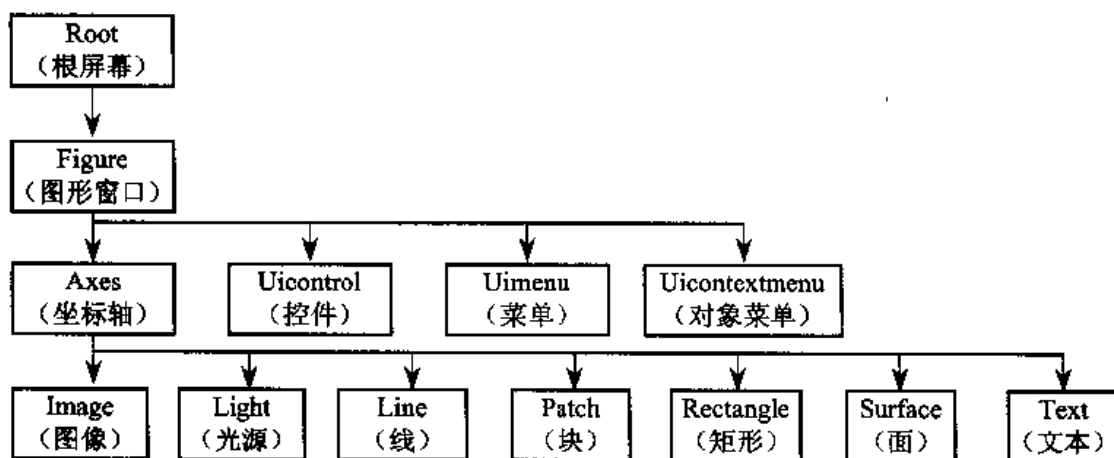 Root
（根屏幕）
Figure
（图形窗口）
Axes
（坐标轴）
Uicontrol
（控件）
Uimenu
（菜单）
Uicontextmenu
（对象菜单）
Image
（图像）
Light
（光源）
Line
（线）
Patch
（块）
Rectangle
（矩形）
Surface
（面）
Text
（文本）